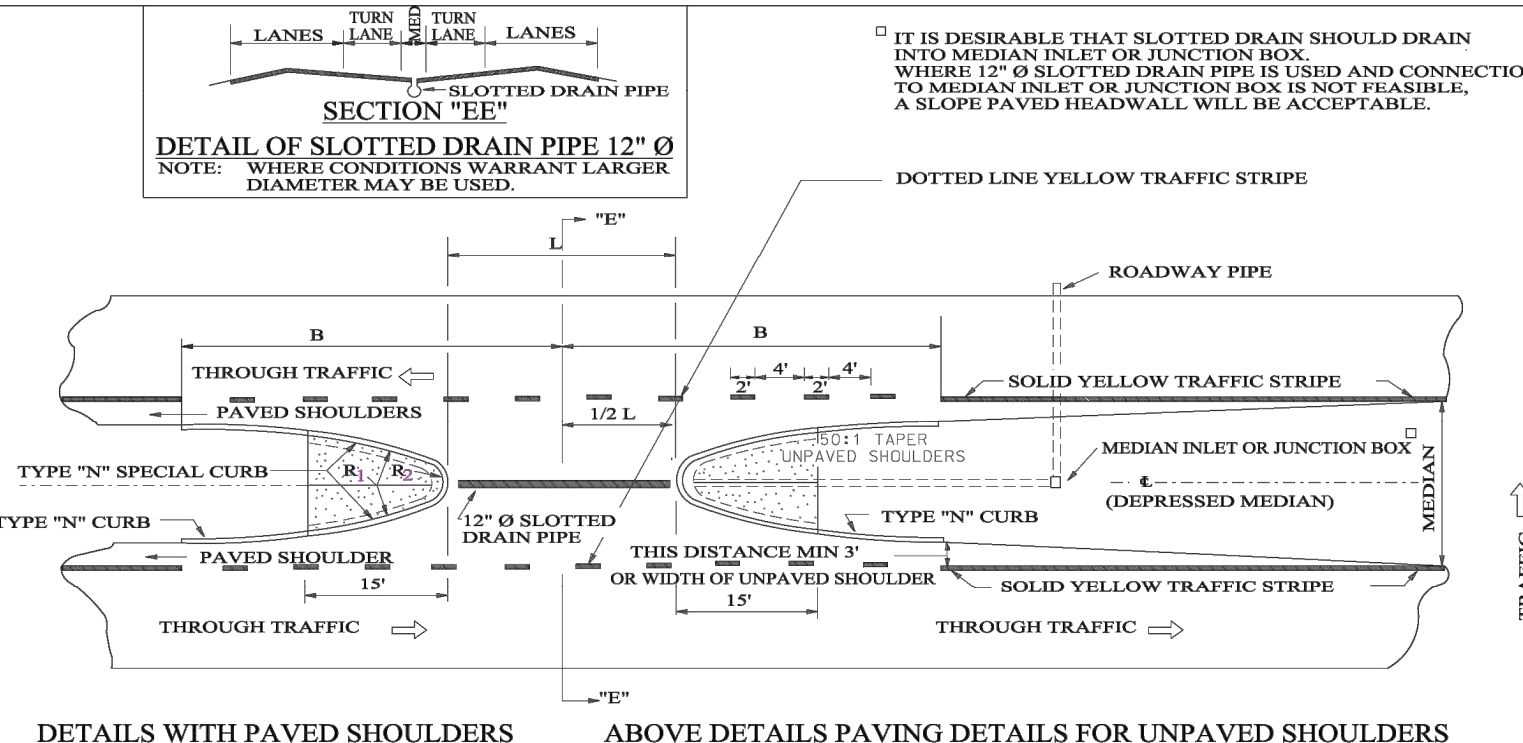 LANES
TURN
LANE
MED
TURN
LANE
LANES
SLOTTED DRAIN PIPE
SECTION "EE"
DETAIL OF SLOTTED DRAIN PIPE 12" Ø
NOTE: WHERE CONDITIONS WARRANT LARGER
DIAMETER MAY BE USED.
IT IS DESIRABLE THAT SLOTTED DRAIN SHOULD DRAIN
INTO MEDIAN INLET OR JUNCTION BOX.
WHERE 12" Ø SLOTTED DRAIN PIPE IS USED AND CONNECTIO
TO MEDIAN INLET OR JUNCTION BOX IS NOT FEASIBLE,
A SLOPE PAVED HEADWALL WILL BE ACCEPTABLE.
DOTTED LINE YELLOW TRAFFIC STRIPE
"E"
L
ROADWAY PIPE
B
B
THROUGH TRAFFIC
4'
4'
2'
2'
SOLID YELLOW TRAFFIC STRIPE
PAVED SHOULDERS
1/2 L
50:1 TAPER
UNPAVED SHOULDERS
MEDIAN INLET OR JUNCTION BOX
TYPE "N" SPECIAL CURB
R1
R2
℄
(DEPRESSED MEDIAN)
MEDIAN
TYPE "N" CURB
12" Ø SLOTTED
DRAIN PIPE
TYPE "N" CURB
PAVED SHOULDER
THIS DISTANCE MIN 3'
OR WIDTH OF UNPAVED SHOULDER
SOLID YELLOW TRAFFIC STRIPE
15'
15'
THROUGH TRAFFIC
THROUGH TRAFFIC
TRAFFIC
"E"
DETAILS WITH PAVED SHOULDERS
ABOVE DETAILS PAVING DETAILS FOR UNPAVED SHOULDERS